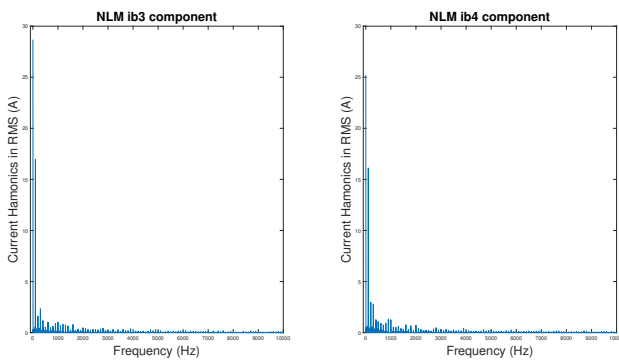 NLM ib3 component
Current Hamonics in RMS (A)
30
25
20
15
10
5
0
0 1000 2000 3000 4000 5000 6000 7000 8000 9000 10000
Frequency (Hz)
NLM ib4 component
Current Hamonics in RMS (A)
30
25
20
15
10
5
0
0 1000 2000 3000 4000 5000 6000 7000 8000 9000 1000
Frequency (Hz)